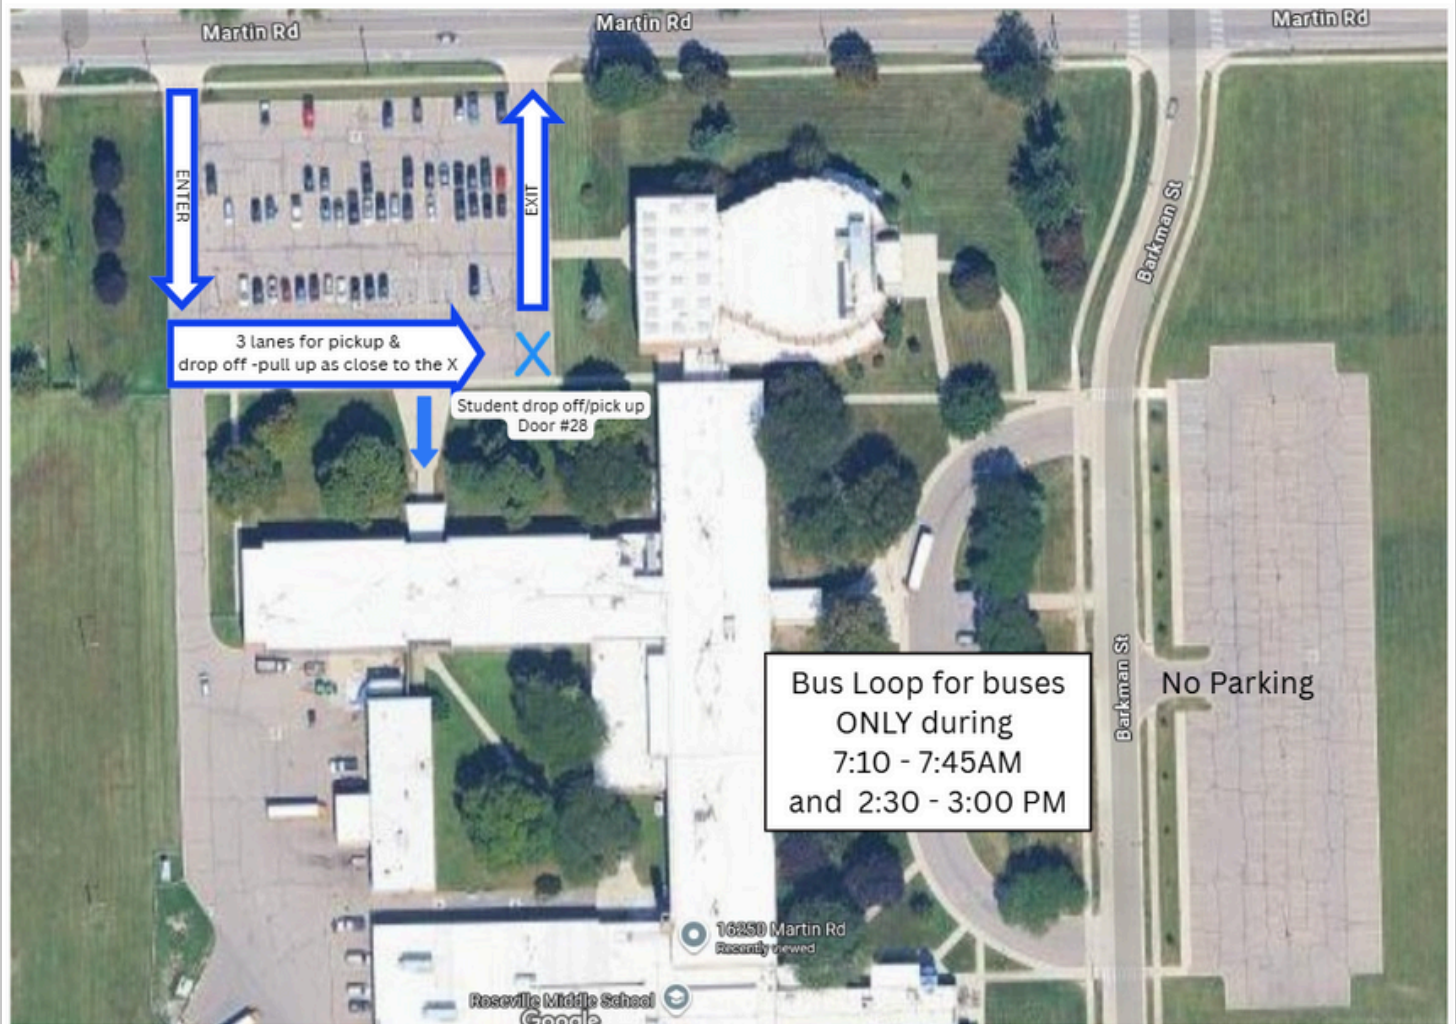 Martin Rd
Martin Rd
Martin Rd
ENTER
EXIT
Barkman St
3 lanes for pickup &
drop off -pull up as close to the X
X
Student drop off/pick up
Door #28
Bus Loop for buses
ONLY during
7:10 - 7:45AM
and 2:30 - 3:00 PM
Barkman St
No Parking
16250 Martin Rd
Recently viewed
Roseville Middle School
Google